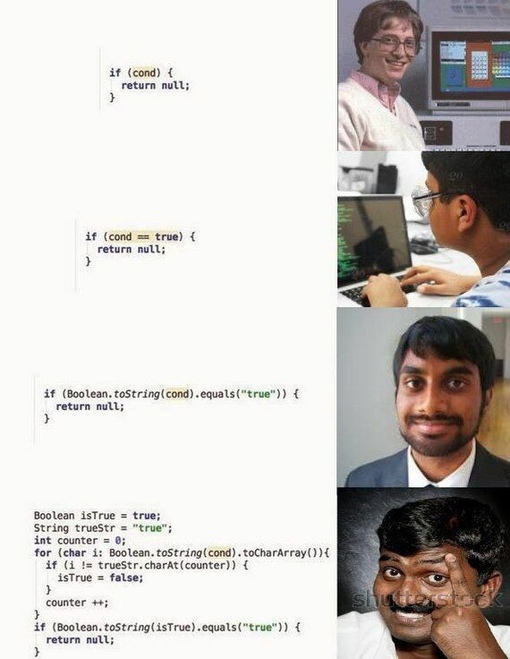 if (cond) {
return null;
}
if (cond == true) {
return null;
}
if (Boolean.toString(cond).equals("true")) {
return null;
}
Boolean isTrue = true;
String trueStr = "true";
int counter = 0;
for (char i: Boolean.toString(cond).toCharArray()){
if (i != trueStr.charAt(counter)) {
isTrue = false;
}
counter ++;
}
if (Boolean.toString(isTrue).equals("true")) {
return null;
}
shutterstock